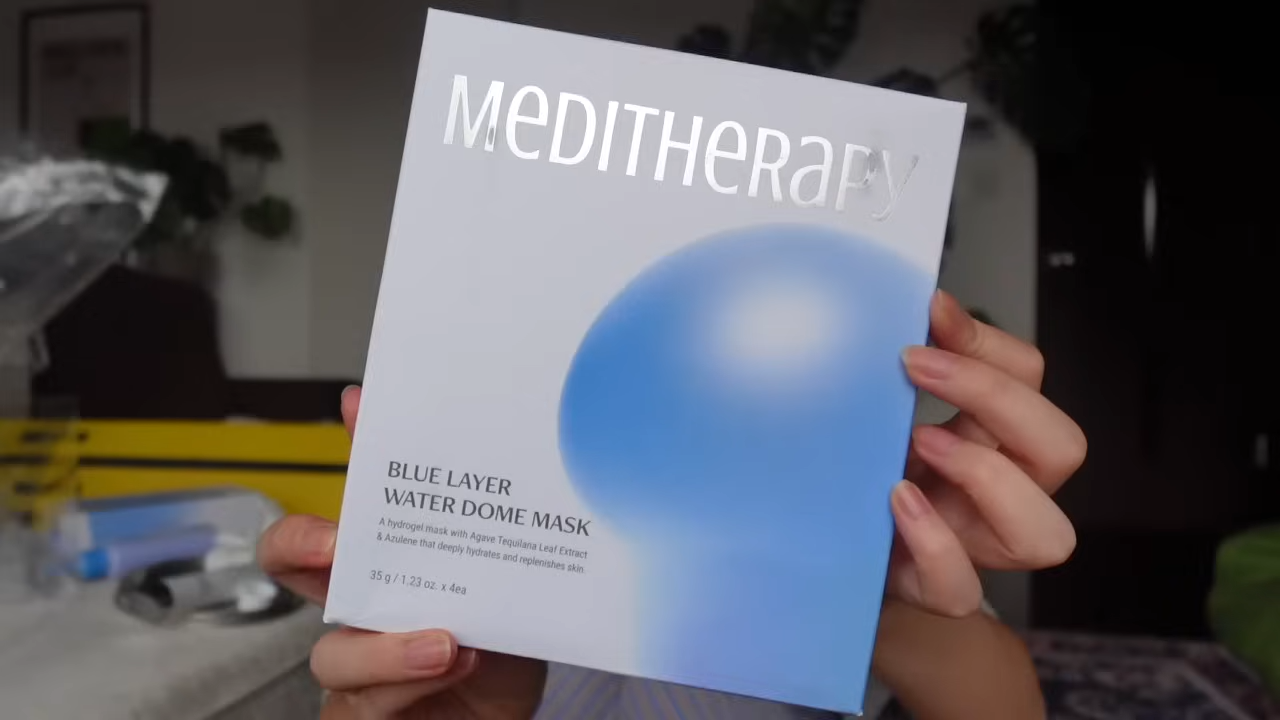 MEDITHERAPY
BLUE LAYER
WATER DOME MASK
A hydrogel mask with Agave Tequilana Leaf Extract
& Azulene that deeply hydrates and replenishes skin.
35 g / 1.23 oz. x 4ea